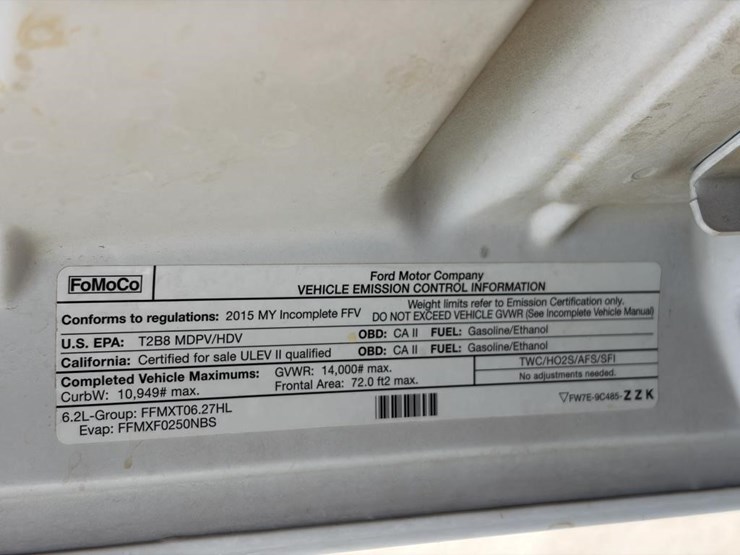 FoMoCo
Ford Motor Company
VEHICLE EMISSION CONTROL INFORMATION
Conforms to regulations: 2015 MY Incomplete FFV
Weight limits refer to Emission Certification only.
DO NOT EXCEED VEHICLE GVWR (See Incomplete Vehicle Manual)
U.S. EPA: T2B8 MDPV/HDV OBD: CA II FUEL: Gasoline/Ethanol
California: Certified for sale ULEV II qualified OBD: CA II FUEL: Gasoline/Ethanol
Completed Vehicle Maximums: GVWR: 14,000# max.
CurbW: 10,949# max. Frontal Area: 72.0 ft2 max.
TWC/HO2S/AFS/SFI
No adjustments needed.
6.2L-Group: FFMXT06.27HL
Evap: FFMXF0250NBS
▽FW7E-9C485-ZZK